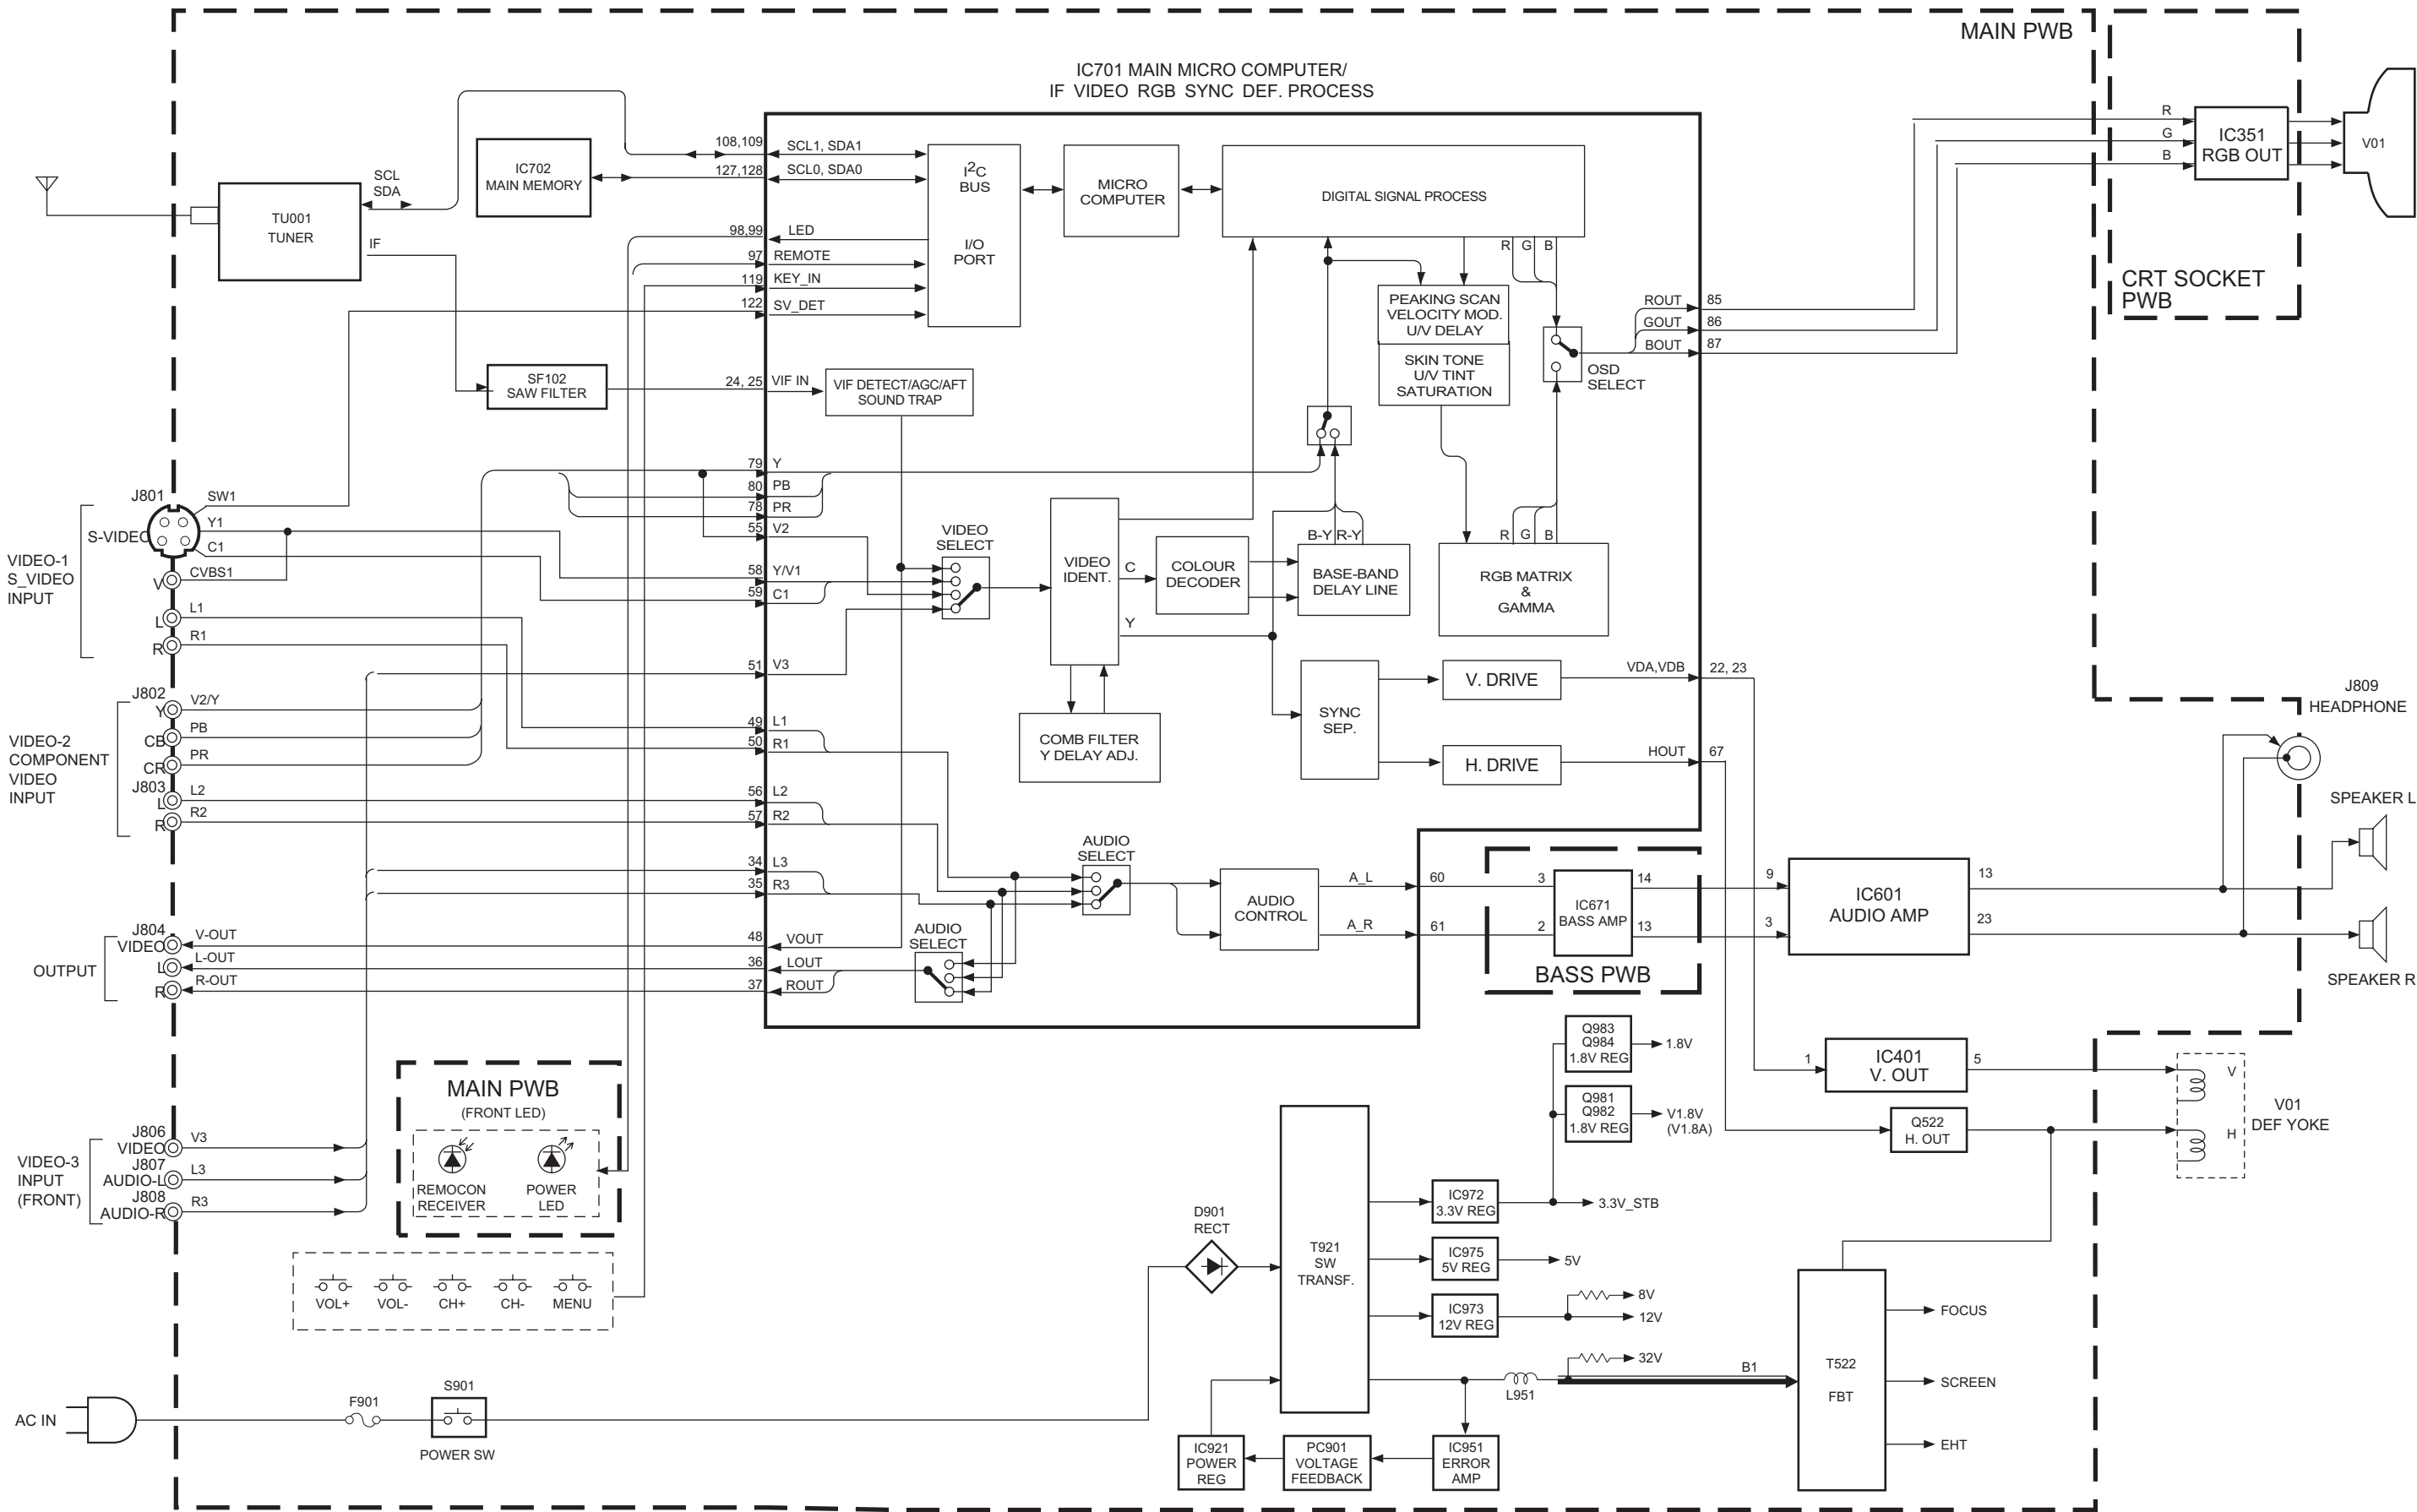 MAIN PWB
IC701 MAIN MICRO COMPUTER/
IF VIDEO RGB SYNC DEF. PROCESS
TU001
TUNER
SCL
SDA
IF
IC702
MAIN MEMORY
108,109
SCL1, SDA1
127,128
SCL0, SDA0
98,99
LED
97
REMOTE
119
KEY_IN
122
SV_DET
I2C
BUS
I/O
PORT
MICRO
COMPUTER
DIGITAL SIGNAL PROCESS
R
G
B
PEAKING SCAN
VELOCITY MOD.
U/V DELAY
SKIN TONE
U/V TINT
SATURATION
OSD
SELECT
ROUT
85
GOUT
86
BOUT
87
R
G
B
IC351
RGB OUT
V01
CRT SOCKET
PWB
SF102
SAW FILTER
24, 25
VIF IN
VIF DETECT/AGC/AFT
SOUND TRAP
J801
SW1
S-VIDEO
Y1
C1
V
CVBS1
VIDEO-1
S_VIDEO
INPUT
L1
L
R1
R
79
Y
80
PB
78
PR
55
V2
58
Y/V1
59
C1
51
V3
VIDEO
SELECT
VIDEO
IDENT.
C
Y
COLOUR
DECODER
B-Y
R-Y
BASE-BAND
DELAY LINE
R
G
B
RGB MATRIX
&
GAMMA
COMB FILTER
Y DELAY ADJ.
SYNC
SEP.
V. DRIVE
VDA,VDB
22, 23
H. DRIVE
HOUT
67
J802
V2/Y
Y
PB
CB
PR
CR
J803
L2
L
R2
R
VIDEO-2
COMPONENT
VIDEO
INPUT
49
L1
50
R1
56
L2
57
R2
34
L3
35
R3
AUDIO
SELECT
AUDIO
SELECT
AUDIO
CONTROL
A_L
60
A_R
61
3
2
IC671
BASS AMP
14
13
BASS PWB
9
3
IC601
AUDIO AMP
13
23
J809
HEADPHONE
SPEAKER L
SPEAKER R
J804
VIDEO
V-OUT
L
L-OUT
R
R-OUT
OUTPUT
48
VOUT
36
LOUT
37
ROUT
MAIN PWB
(FRONT LED)
REMOCON
RECEIVER
POWER
LED
J806
VIDEO
V3
J807
AUDIO-L
L3
J808
AUDIO-R
R3
VIDEO-3
INPUT
(FRONT)
VOL+
VOL-
CH+
CH-
MENU
AC IN
F901
S901
POWER SW
D901
RECT
T921
SW
TRANSF.
Q983
Q984
1.8V REG
1.8V
Q981
Q982
1.8V REG
V1.8V
(V1.8A)
IC972
3.3V REG
3.3V_STB
IC975
5V REG
5V
IC973
12V REG
8V
12V
32V
L951
B1
IC921
POWER
REG
PC901
VOLTAGE
FEEDBACK
IC951
ERROR
AMP
1
IC401
V. OUT
5
Q522
H. OUT
V
H
V01
DEF YOKE
T522
FBT
FOCUS
SCREEN
EHT